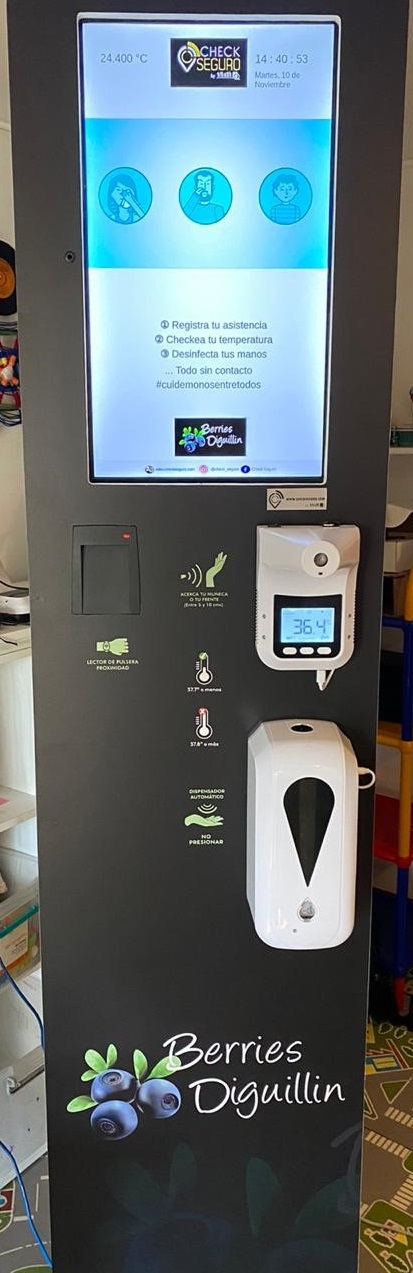 24.400 °C
CHECK
SEGURO
14 : 40 : 53
Martes, 10 de
Noviembre
① Registra tu asistencia
② Checkea tu temperatura
③ Desinfecta tus manos
... Todo sin contacto
#cuidemonosentretodos
Berries
Diguillin
ACERCA TU MUÑECA
O TU FRENTE
(Entre 5 y 10 cms)
36.4
LECTOR DE PULSERA
PROXIMIDAD
37.7° o menos
37.8° o más
DISPENSADOR
AUTOMÁTICO
NO
PRESIONAR
Berries
Diguillin